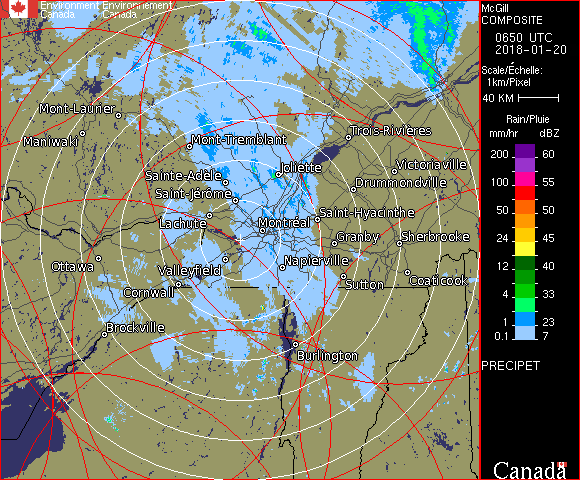 Environment Environnement
Canada Canada
McGill
COMPOSITE
0650 UTC
2018-01-20
Scale/Échelle:
1km/Pixel
40 KM
Rain/Pluie
mm/hr dBZ
200 60
100 55
50 50
24 45
12 40
4 33
1 23
0.1 7
PRECIPET
Canada
Mont-Laurier
Maniwaki
Mont-Tremblant
Trois-Rivières
Sainte-Adèle
Joliette
Victoriaville
Saint-Jérôme
Drummondville
Lachute
Montréal
Saint-Hyacinthe
Ottawa
Valleyfield
Granby
Sherbrooke
Napierville
Cornwall
Sutton
Coaticook
Brockville
Burlington